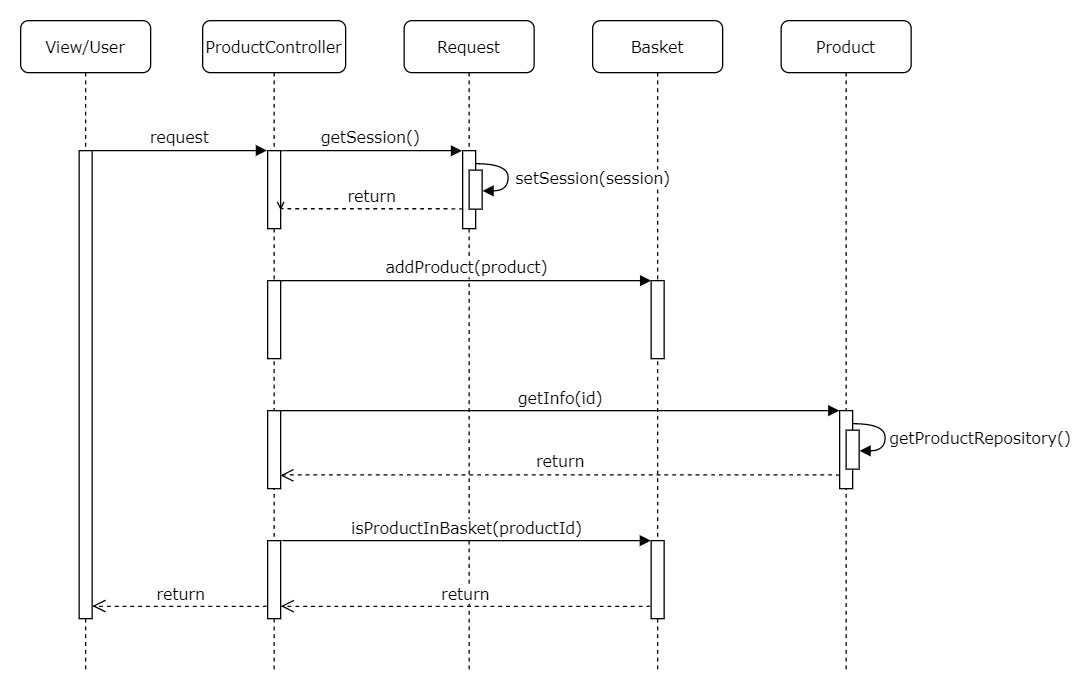 View/User
ProductController
Request
Basket
Product
request
getSession()
setSession(session)
return
addProduct(product)
getInfo(id)
getProductRepository()
return
isProductInBasket(productId)
return
return